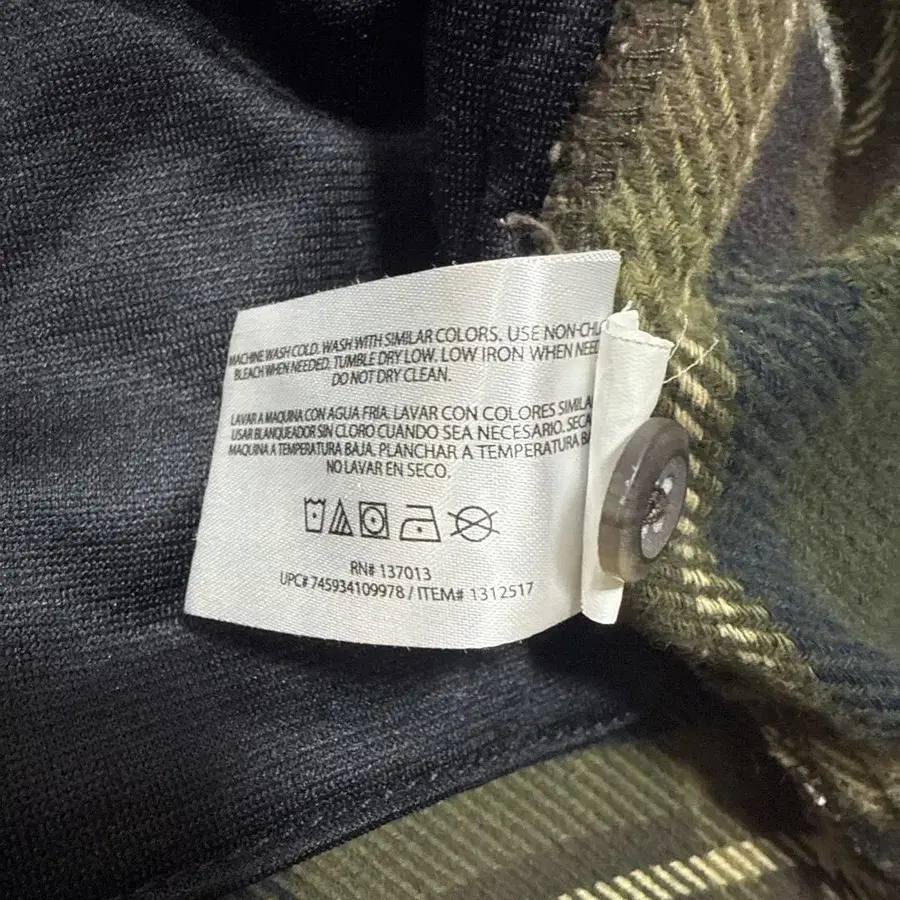 MACHINE WASH COLD. WASH WITH SIMILAR COLORS. USE NON-CHL
BLEACH WHEN NEEDED. TUMBLE DRY LOW. LOW IRON WHEN NEED
DO NOT DRY CLEAN.
LAVAR A MAQUINA CON AGUA FRIA. LAVAR CON COLORES SIMILA
USAR BLANQUEADOR SIN CLORO CUANDO SEA NECESARIO. SECA
MAQUINA A TEMPERATURA BAJA. PLANCHAR A TEMPERATURA BA
NO LAVAR EN SECO.
RN# 137013
UPC# 745934109978 / ITEM# 1312517